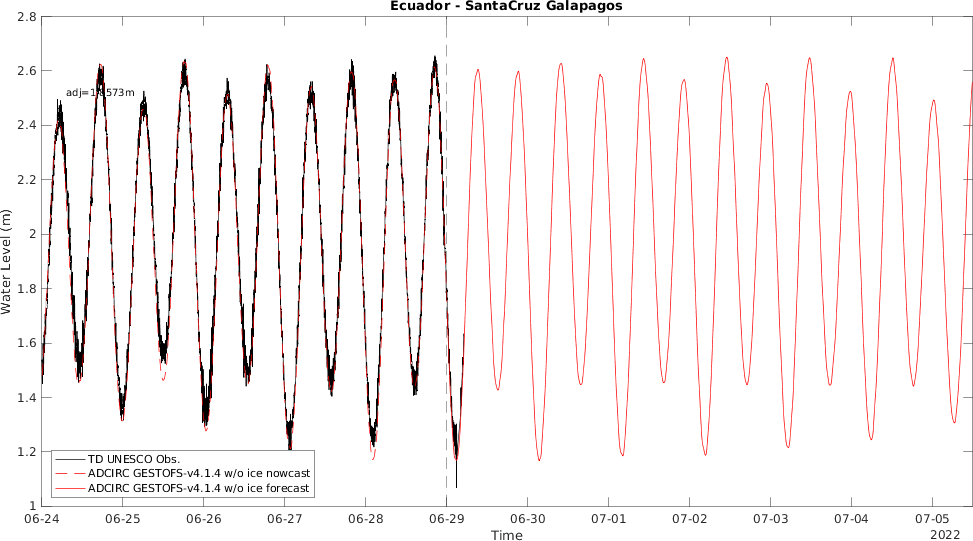 Ecuador - SantaCruz Galapagos
2.8
2.6
2.4
2.2
2
1.8
1.6
1.4
1.2
1
Water Level (m)
TD UNESCO Obs.
ADCIRC GESTOFS-v4.1.4 w/o ice nowcast
ADCIRC GESTOFS-v4.1.4 w/o ice forecast
06-24 06-25 06-26 06-27 06-28 06-29 06-30 07-01 07-02 07-03 07-04 07-05
Time
2022